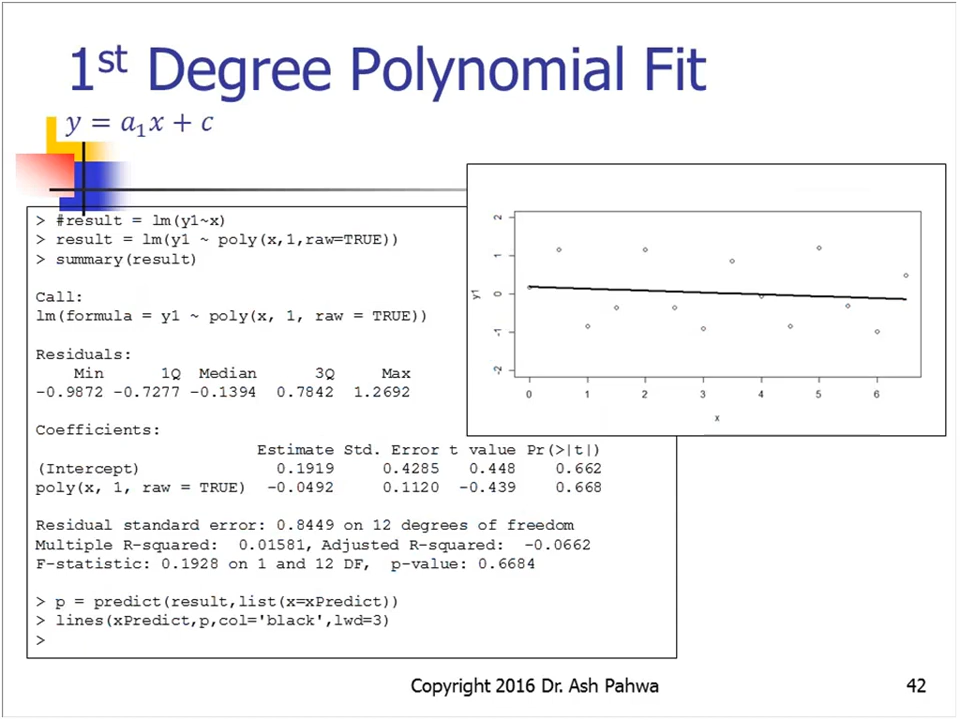 1st Degree Polynomial Fit
y = a₁x + c
> #result = lm(y1~x)
> result = lm(y1 ~ poly(x,1,raw=TRUE))
> summary(result)
Call:
lm(formula = y1 ~ poly(x, 1, raw = TRUE))
Residuals:
Min 1Q Median 3Q Max
-0.9872 -0.7277 -0.1394 0.7842 1.2692
Coefficients:
Estimate Std. Error t value Pr(>|t|)
(Intercept) 0.1919 0.4285 0.448 0.662
poly(x, 1, raw = TRUE) -0.0492 0.1120 -0.439 0.668
Residual standard error: 0.8449 on 12 degrees of freedom
Multiple R-squared: 0.01581, Adjusted R-squared: -0.0662
F-statistic: 0.1928 on 1 and 12 DF, p-value: 0.6684
> p = predict(result,list(x=xPredict))
> lines(xPredict,p,col='black',lwd=3)
>
2
1
0
-1
-2
y1
0 1 2 3 4 5 6
x
Copyright 2016 Dr. Ash Pahwa
42